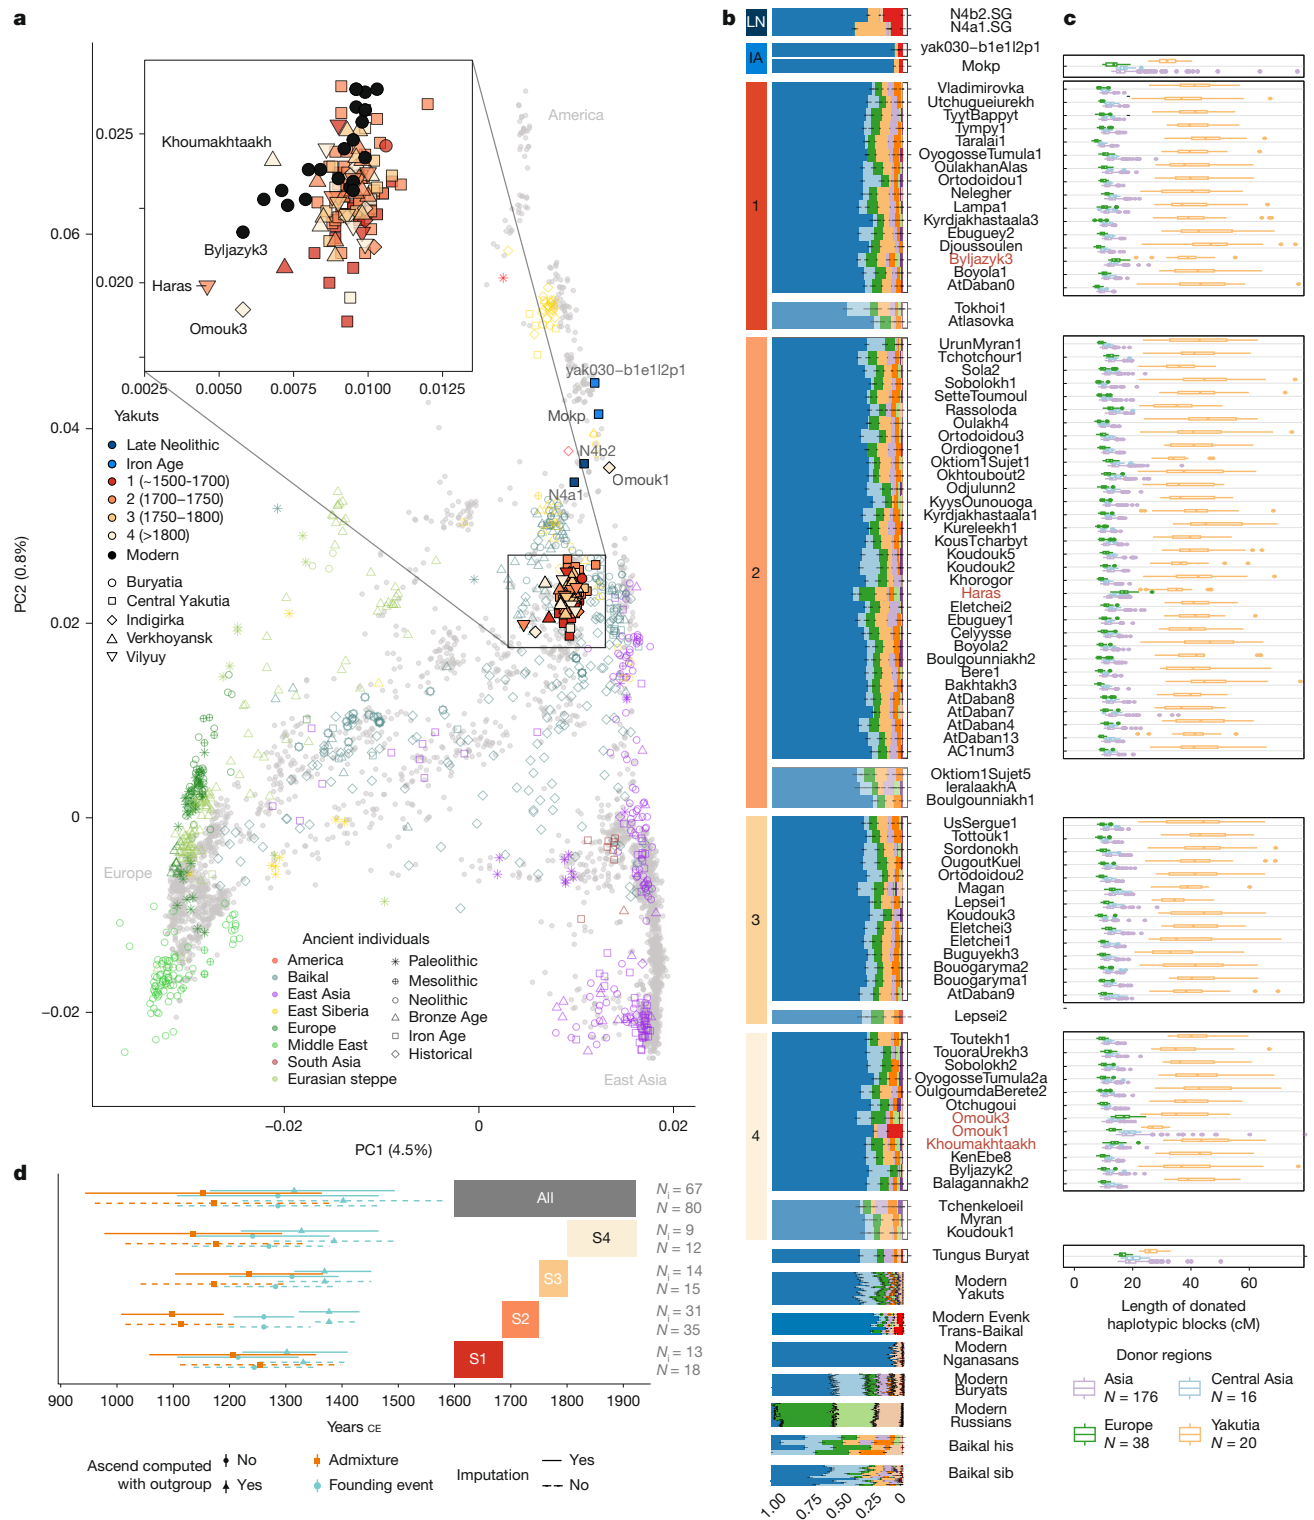 a
America
0.025
0.020
0.0025
0.0050
0.0075
0.0100
0.0125
Khoumakhtaakh
Byljazyk3
Haras
Omouk3
0.06
0.04
0.02
0
−0.02
PC2 (0.8%)
yak030−b1e1l2p1
Mokp
N4b2
N4a1
Omouk1
Yakuts
Late Neolithic
Iron Age
1 (~1500-1700)
2 (1700−1750)
3 (1750−1800)
4 (>1800)
Modern
Buryatia
Central Yakutia
Indigirka
Verkhoyansk
Vilyuy
Europe
East Asia
Ancient individuals
America
Baikal
East Asia
East Siberia
Europe
Middle East
South Asia
Eurasian steppe
Paleolithic
Mesolithic
Neolithic
Bronze Age
Iron Age
Historical
−0.02
0
0.02
PC1 (4.5%)
b
LN
IA
1
2
3
4
N4b2.SG
N4a1.SG
yak030−b1e1l2p1
Mokp
Vladimirovka
Utchugueiurekh
TyytBappyt
Tympy1
Taralai1
OyogosseTumula1
OulakhanAlas
Ortodoidou1
Nelegher
Lampa1
Kyrdjakhastaala3
Ebuguey2
Djoussoulen
Byljazyk3
Boyola1
AtDaban0
Tokhoi1
Atlasovka
UrunMyran1
Tchotchour1
Sola2
Sobolokh1
SetteToumoul
Rassoloda
Oulakh4
Ortodoidou3
Ordiogone1
Oktiom1Sujet1
Okhtoubout2
Odjulunn2
KyysOunouoga
Kyrdjakhastaala1
Kureleekh1
KousTcharbyt
Koudouk5
Koudouk2
Khorogor
Haras
Eletchei2
Ebuguey1
Celyysse
Boyola2
Boulgounniakh2
Bere1
Bakhtakh3
AtDaban8
AtDaban7
AtDaban4
AtDaban13
AC1num3
Oktiom1Sujet5
IeralaakhA
Boulgounniakh1
UsSergue1
Tottouk1
Sordonokh
OugoutKuel
Ortodoidou2
Magan
Lepsei1
Koudouk3
Eletchei3
Eletchei1
Buguyekh3
Bouogaryma2
Bouogaryma1
AtDaban9
Lepsei2
Toutekh1
TouoraUrekh3
Sobolokh2
OyogosseTumula2a
OulgoumdaBerete2
Otchugoui
Omouk3
Omouk1
Khoumakhtaakh
KenEbe8
Byljazyk2
Balagannakh2
Tchenkeloeil
Myran
Koudouk1
Tungus Buryat
Modern
Yakuts
Modern Evenk
Trans-Baikal
Modern
Nganasans
Modern
Buryats
Modern
Russians
Baikal his
Baikal sib
1.00
0.75
0.50
0.25
0
c
0
20
40
60
Length of donated
haplotypic blocks (cM)
Donor regions
Asia
N = 176
Central Asia
N = 16
Europe
N = 38
Yakutia
N = 20
d
All
S4
S3
S2
S1
Ni = 67
N = 80
Ni = 9
N = 12
Ni = 14
N = 15
Ni = 31
N = 35
Ni = 13
N = 18
900
1000
1100
1200
1300
1400
1500
1600
1700
1800
1900
Years CE
Ascend computed
with outgroup
No
Yes
Admixture
Founding event
Imputation
Yes
No